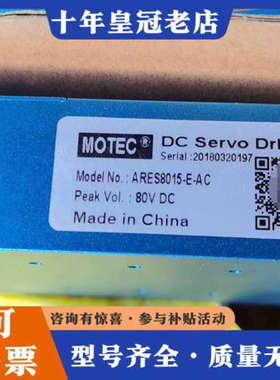 十年皇冠老店
MOTEC® DC Servo Dri
Serial:20180320197
Model No.: ARES8015-E-AC
Peak Vol. : 80V DC
Made in China
咨询有惊喜·参与补贴活动
票
型号齐全·质量